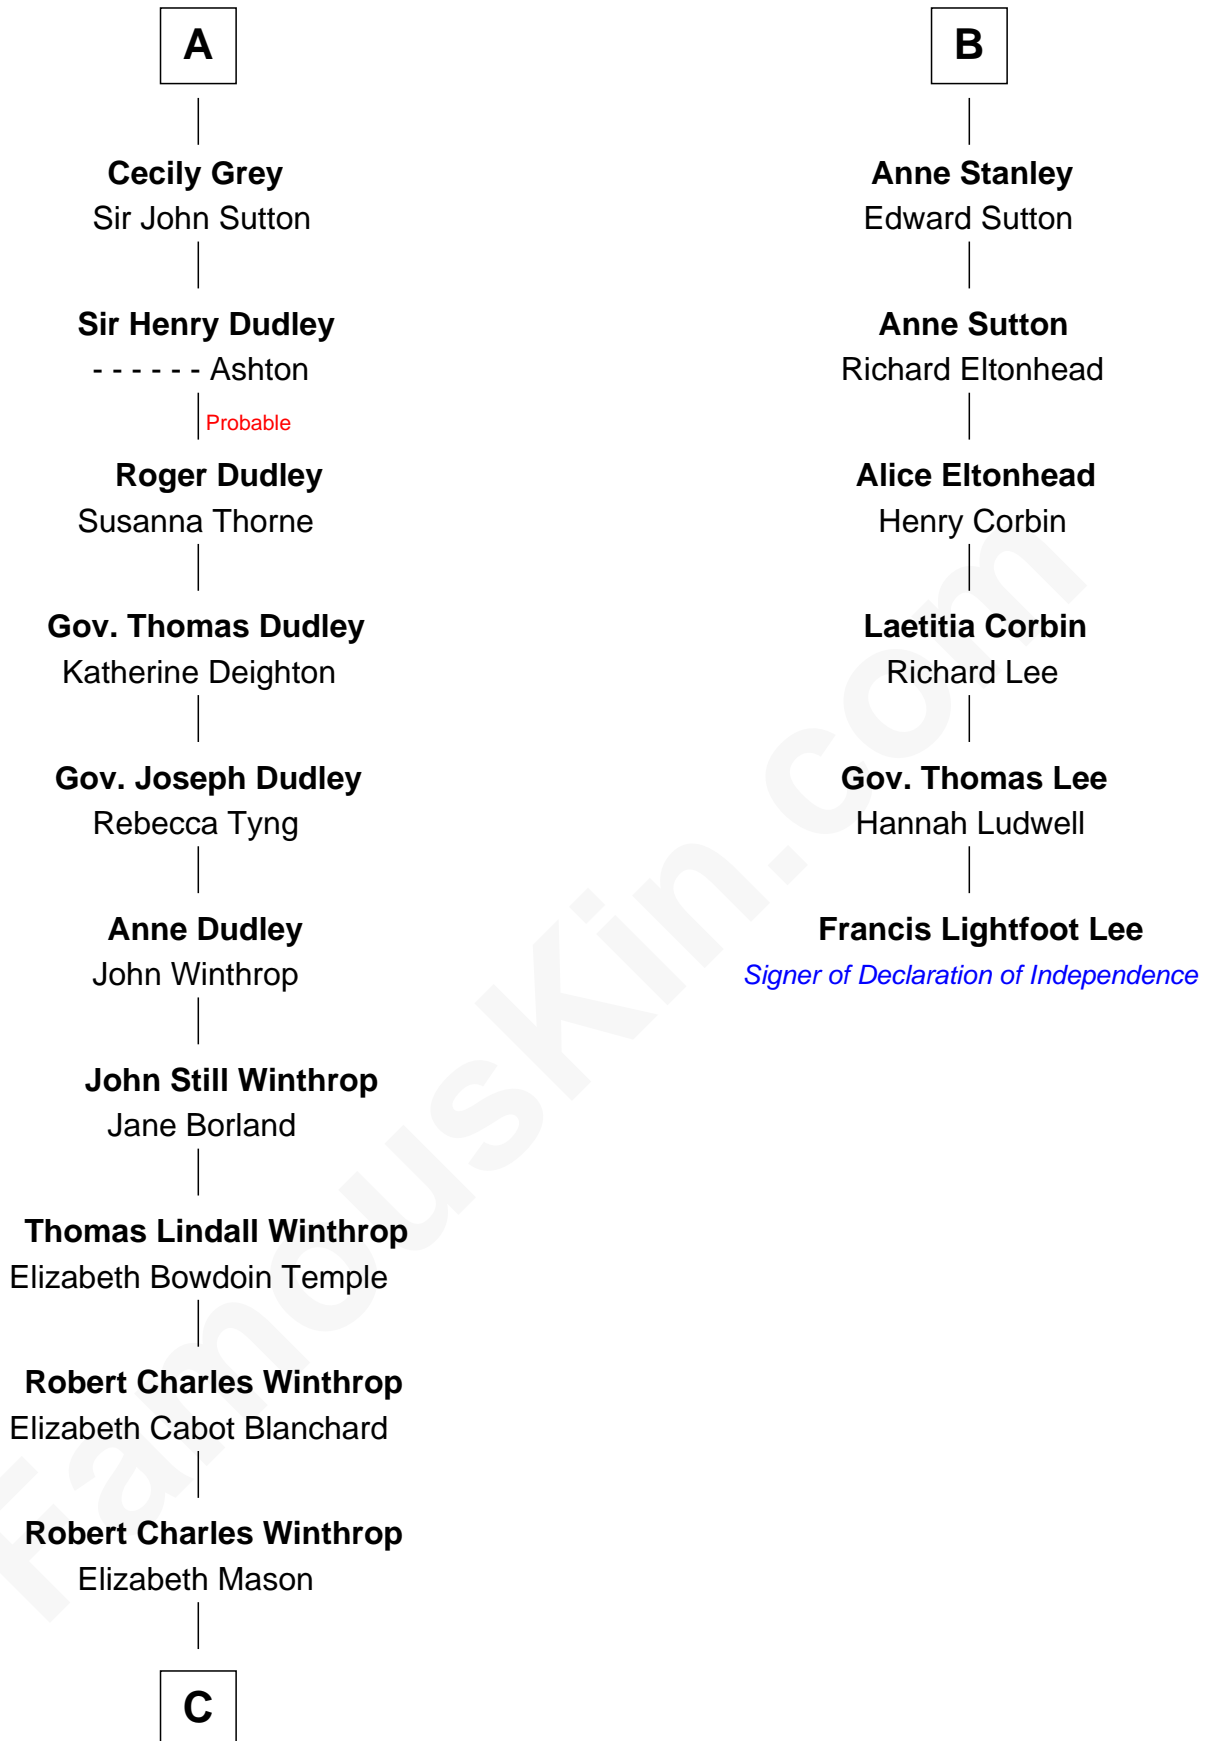 A
Cecily Grey
Sir John Sutton
Sir Henry Dudley
- - - - - - Ashton
Probable
Roger Dudley
Susanna Thorne
Gov. Thomas Dudley
Katherine Deighton
Gov. Joseph Dudley
Rebecca Tyng
Anne Dudley
John Winthrop
John Still Winthrop
Jane Borland
Thomas Lindall Winthrop
Elizabeth Bowdoin Temple
Robert Charles Winthrop
Elizabeth Cabot Blanchard
Robert Charles Winthrop
Elizabeth Mason
C
B
Anne Stanley
Edward Sutton
Anne Sutton
Richard Eltonhead
Alice Eltonhead
Henry Corbin
Laetitia Corbin
Richard Lee
Gov. Thomas Lee
Hannah Ludwell
Francis Lightfoot Lee
Signer of Declaration of Independence
FamousKin.com